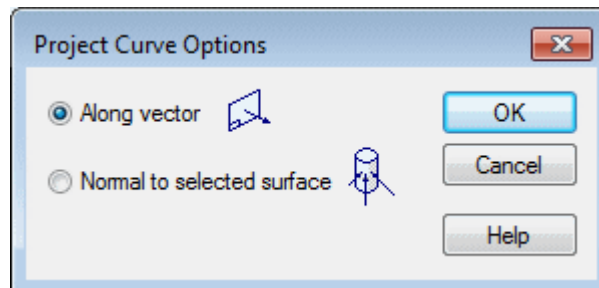 Project Curve Options
Along vector
OK
Normal to selected surface
Cancel
Help